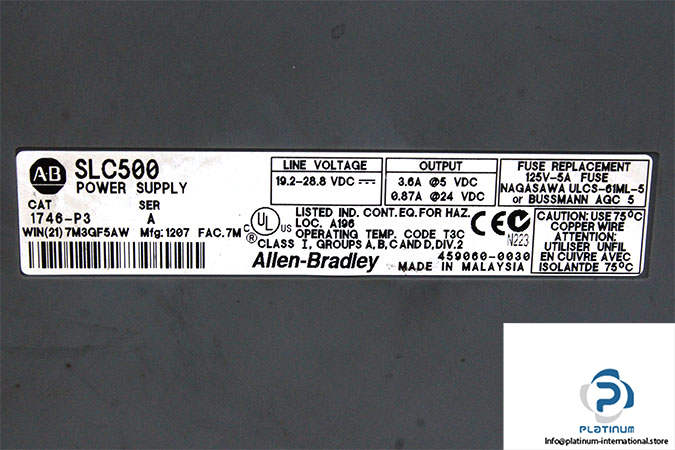 A·B SLC500
POWER SUPPLY
CAT SER
1746-P3 A
WIN(21)7M3GF5AW Mfg:1207 FAC.7M
LINE VOLTAGE
19.2-28.8 VDC
OUTPUT
3.6A @5 VDC
0.87A @24 VDC
FUSE REPLACEMENT
125V-5A FUSE
NAGASAWA ULCS-61ML-5
or BUSSMANN AGC 5
C UL ®
LISTED IND. CONT. EQ. FOR HAZ.
LOC. A196
OPERATING TEMP. CODE T3C
CLASS I, GROUPS A, B, C AND D, DIV.2
CE
N223
CAUTION: USE 75°C
COPPER WIRE
ATTENTION:
UTILISER UNFIL
EN CUIVRE AVEC
ISOLANTDE 75°C
Allen-Bradley
459060-0030
MADE IN MALAYSIA
PLATINUM
Info@platinum-international.store